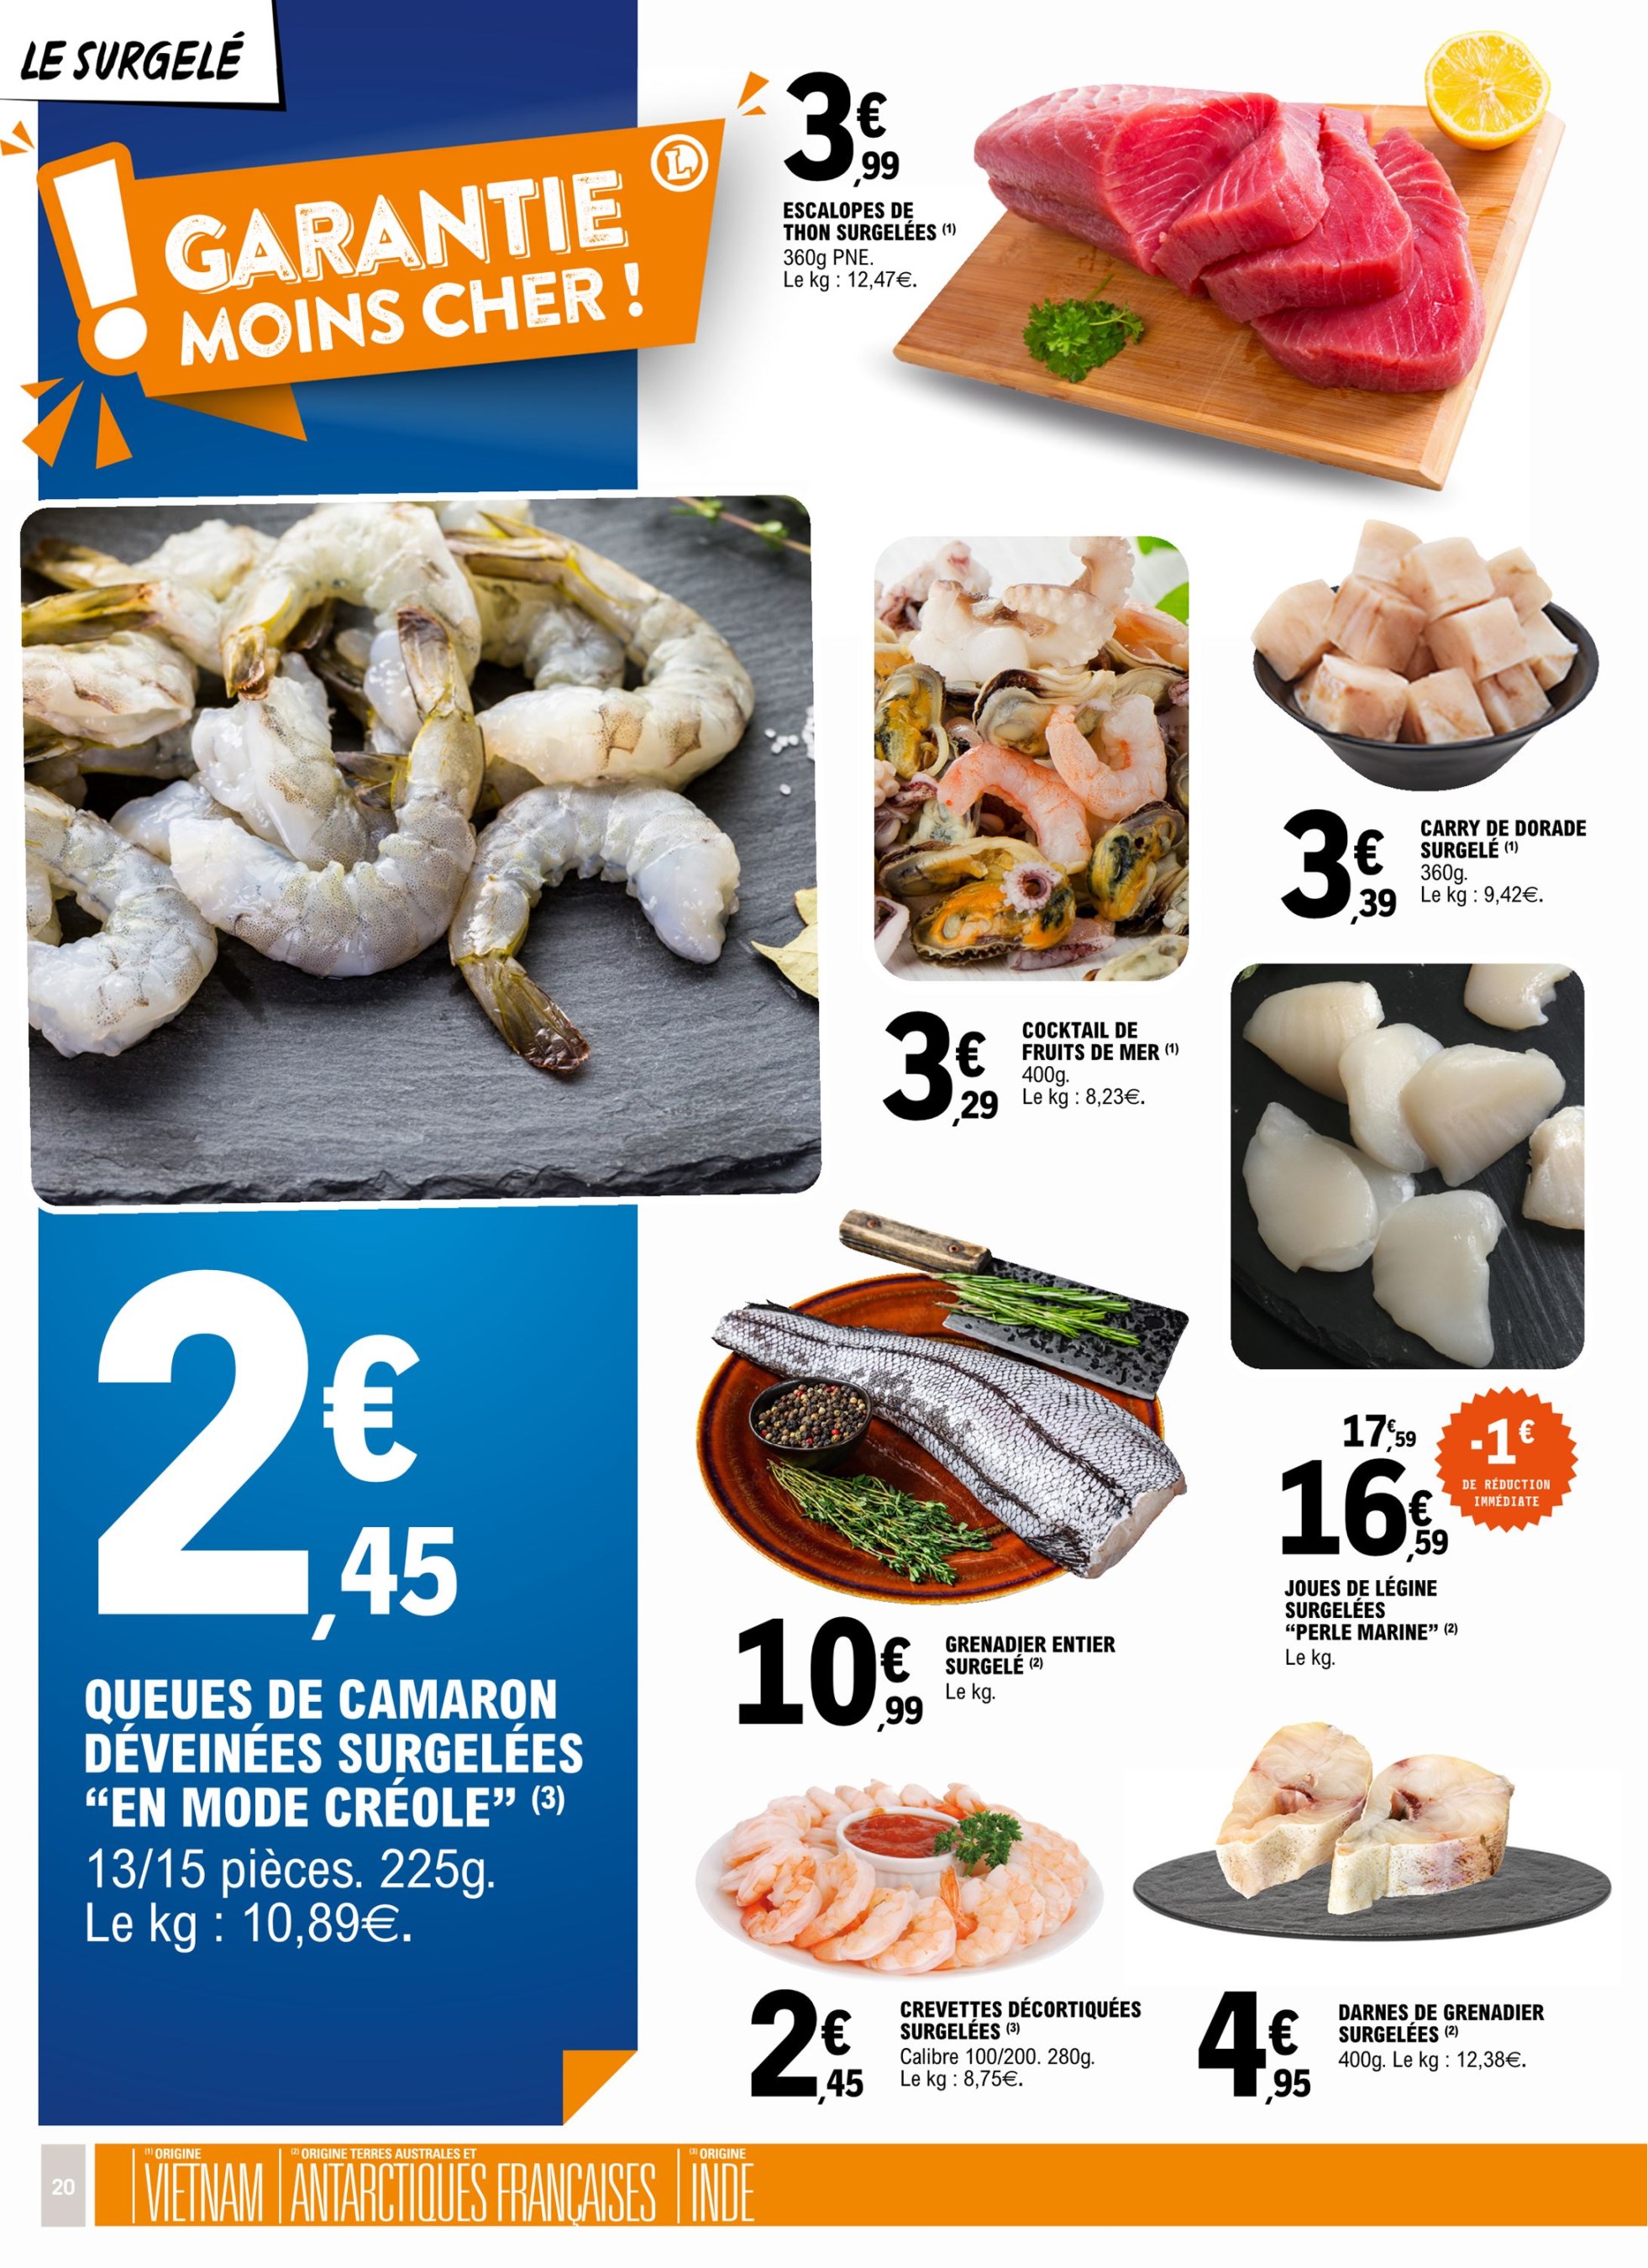 LE SURGELÉ
GARANTIE
MOINS CHER !
L
3€,99
ESCALOPES DE
THON SURGELÉES (1)
360g PNE.
Le kg : 12,47€.
3€,39
CARRY DE DORADE
SURGELÉ (1)
360g.
Le kg : 9,42€.
3€,29
COCKTAIL DE
FRUITS DE MER (1)
400g.
Le kg : 8,23€.
2€,45
QUEUES DE CAMARON
DÉVEINÉES SURGELÉES
“EN MODE CRÉOLE” (3)
13/15 pièces. 225g.
Le kg : 10,89€.
17€,59
-1€
DE RÉDUCTION
IMMÉDIATE
16€,59
JOUES DE LÉGINE
SURGELÉES
“PERLE MARINE” (2)
Le kg.
10€,99
GRENADIER ENTIER
SURGELÉ (2)
Le kg.
2€,45
CREVETTES DÉCORTIQUÉES
SURGELÉES (3)
Calibre 100/200. 280g.
Le kg : 8,75€.
4€,95
DARNES DE GRENADIER
SURGELÉES (2)
400g. Le kg : 12,38€.
20
(1) ORIGINE
VIETNAM
(2) ORIGINE TERRES AUSTRALES ET
ANTARCTIQUES FRANÇAISES
(3) ORIGINE
INDE